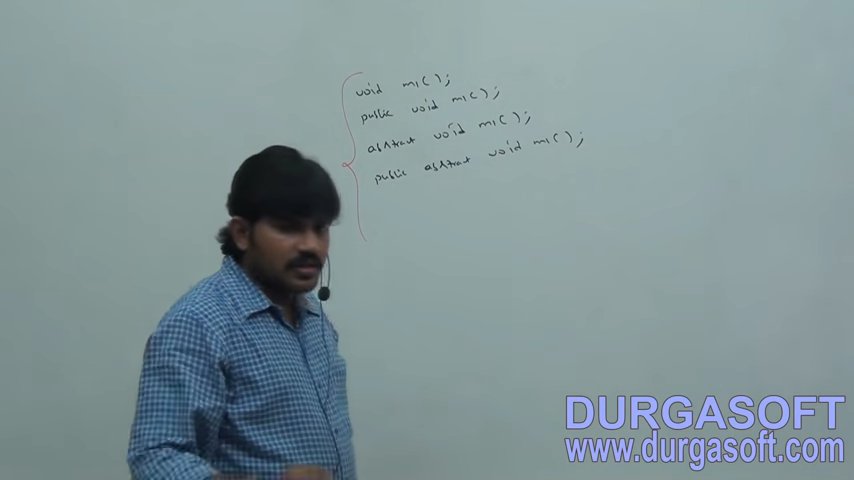 void m1();
public void m1();
abstract void m1();
public abstract void m1();
DURGASOFT
www.durgasoft.com